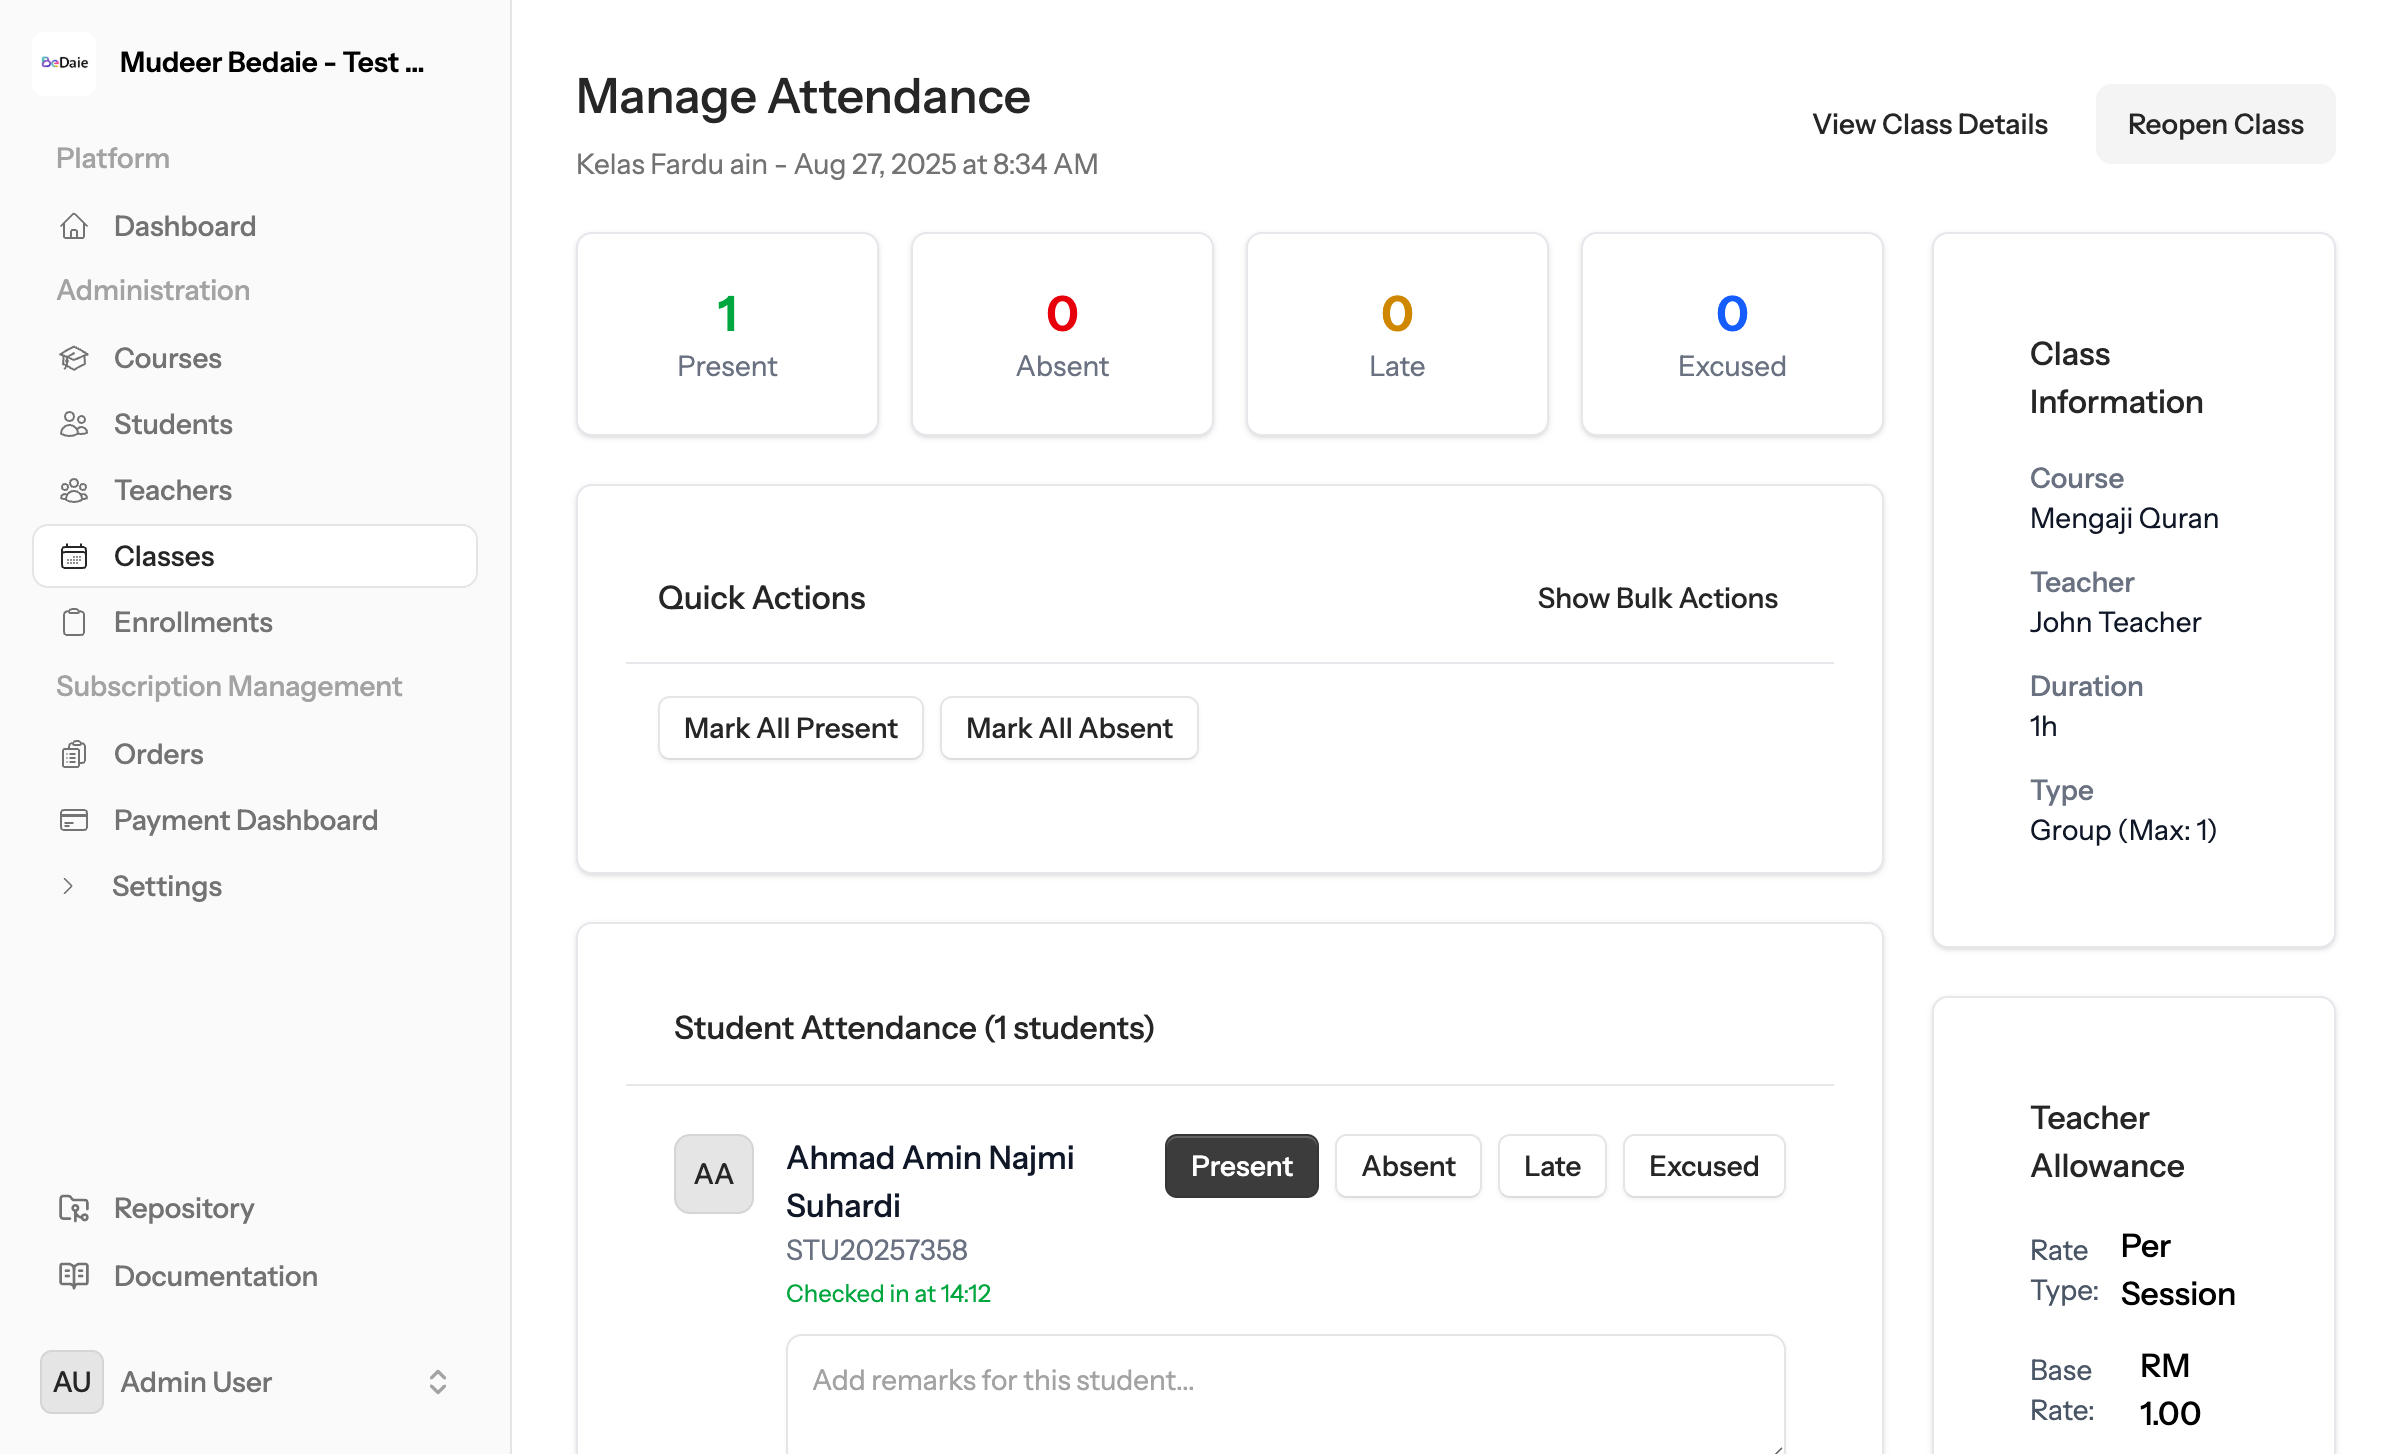 BeDaie
Mudeer Bedaie - Test ...
Platform
Dashboard
Administration
Courses
Students
Teachers
Classes
Enrollments
Subscription Management
Orders
Payment Dashboard
Settings
Repository
Documentation
AU
Admin User
Manage Attendance
Kelas Fardu ain - Aug 27, 2025 at 8:34 AM
View Class Details
Reopen Class
1
Present
0
Absent
0
Late
0
Excused
Quick Actions
Show Bulk Actions
Mark All Present
Mark All Absent
Student Attendance (1 students)
AA
Ahmad Amin Najmi
Suhardi
STU20257358
Checked in at 14:12
Present
Absent
Late
Excused
Add remarks for this student...
Class
Information
Course
Mengaji Quran
Teacher
John Teacher
Duration
1h
Type
Group (Max: 1)
Teacher
Allowance
Rate
Type:
Per
Session
Base
Rate:
RM
1.00